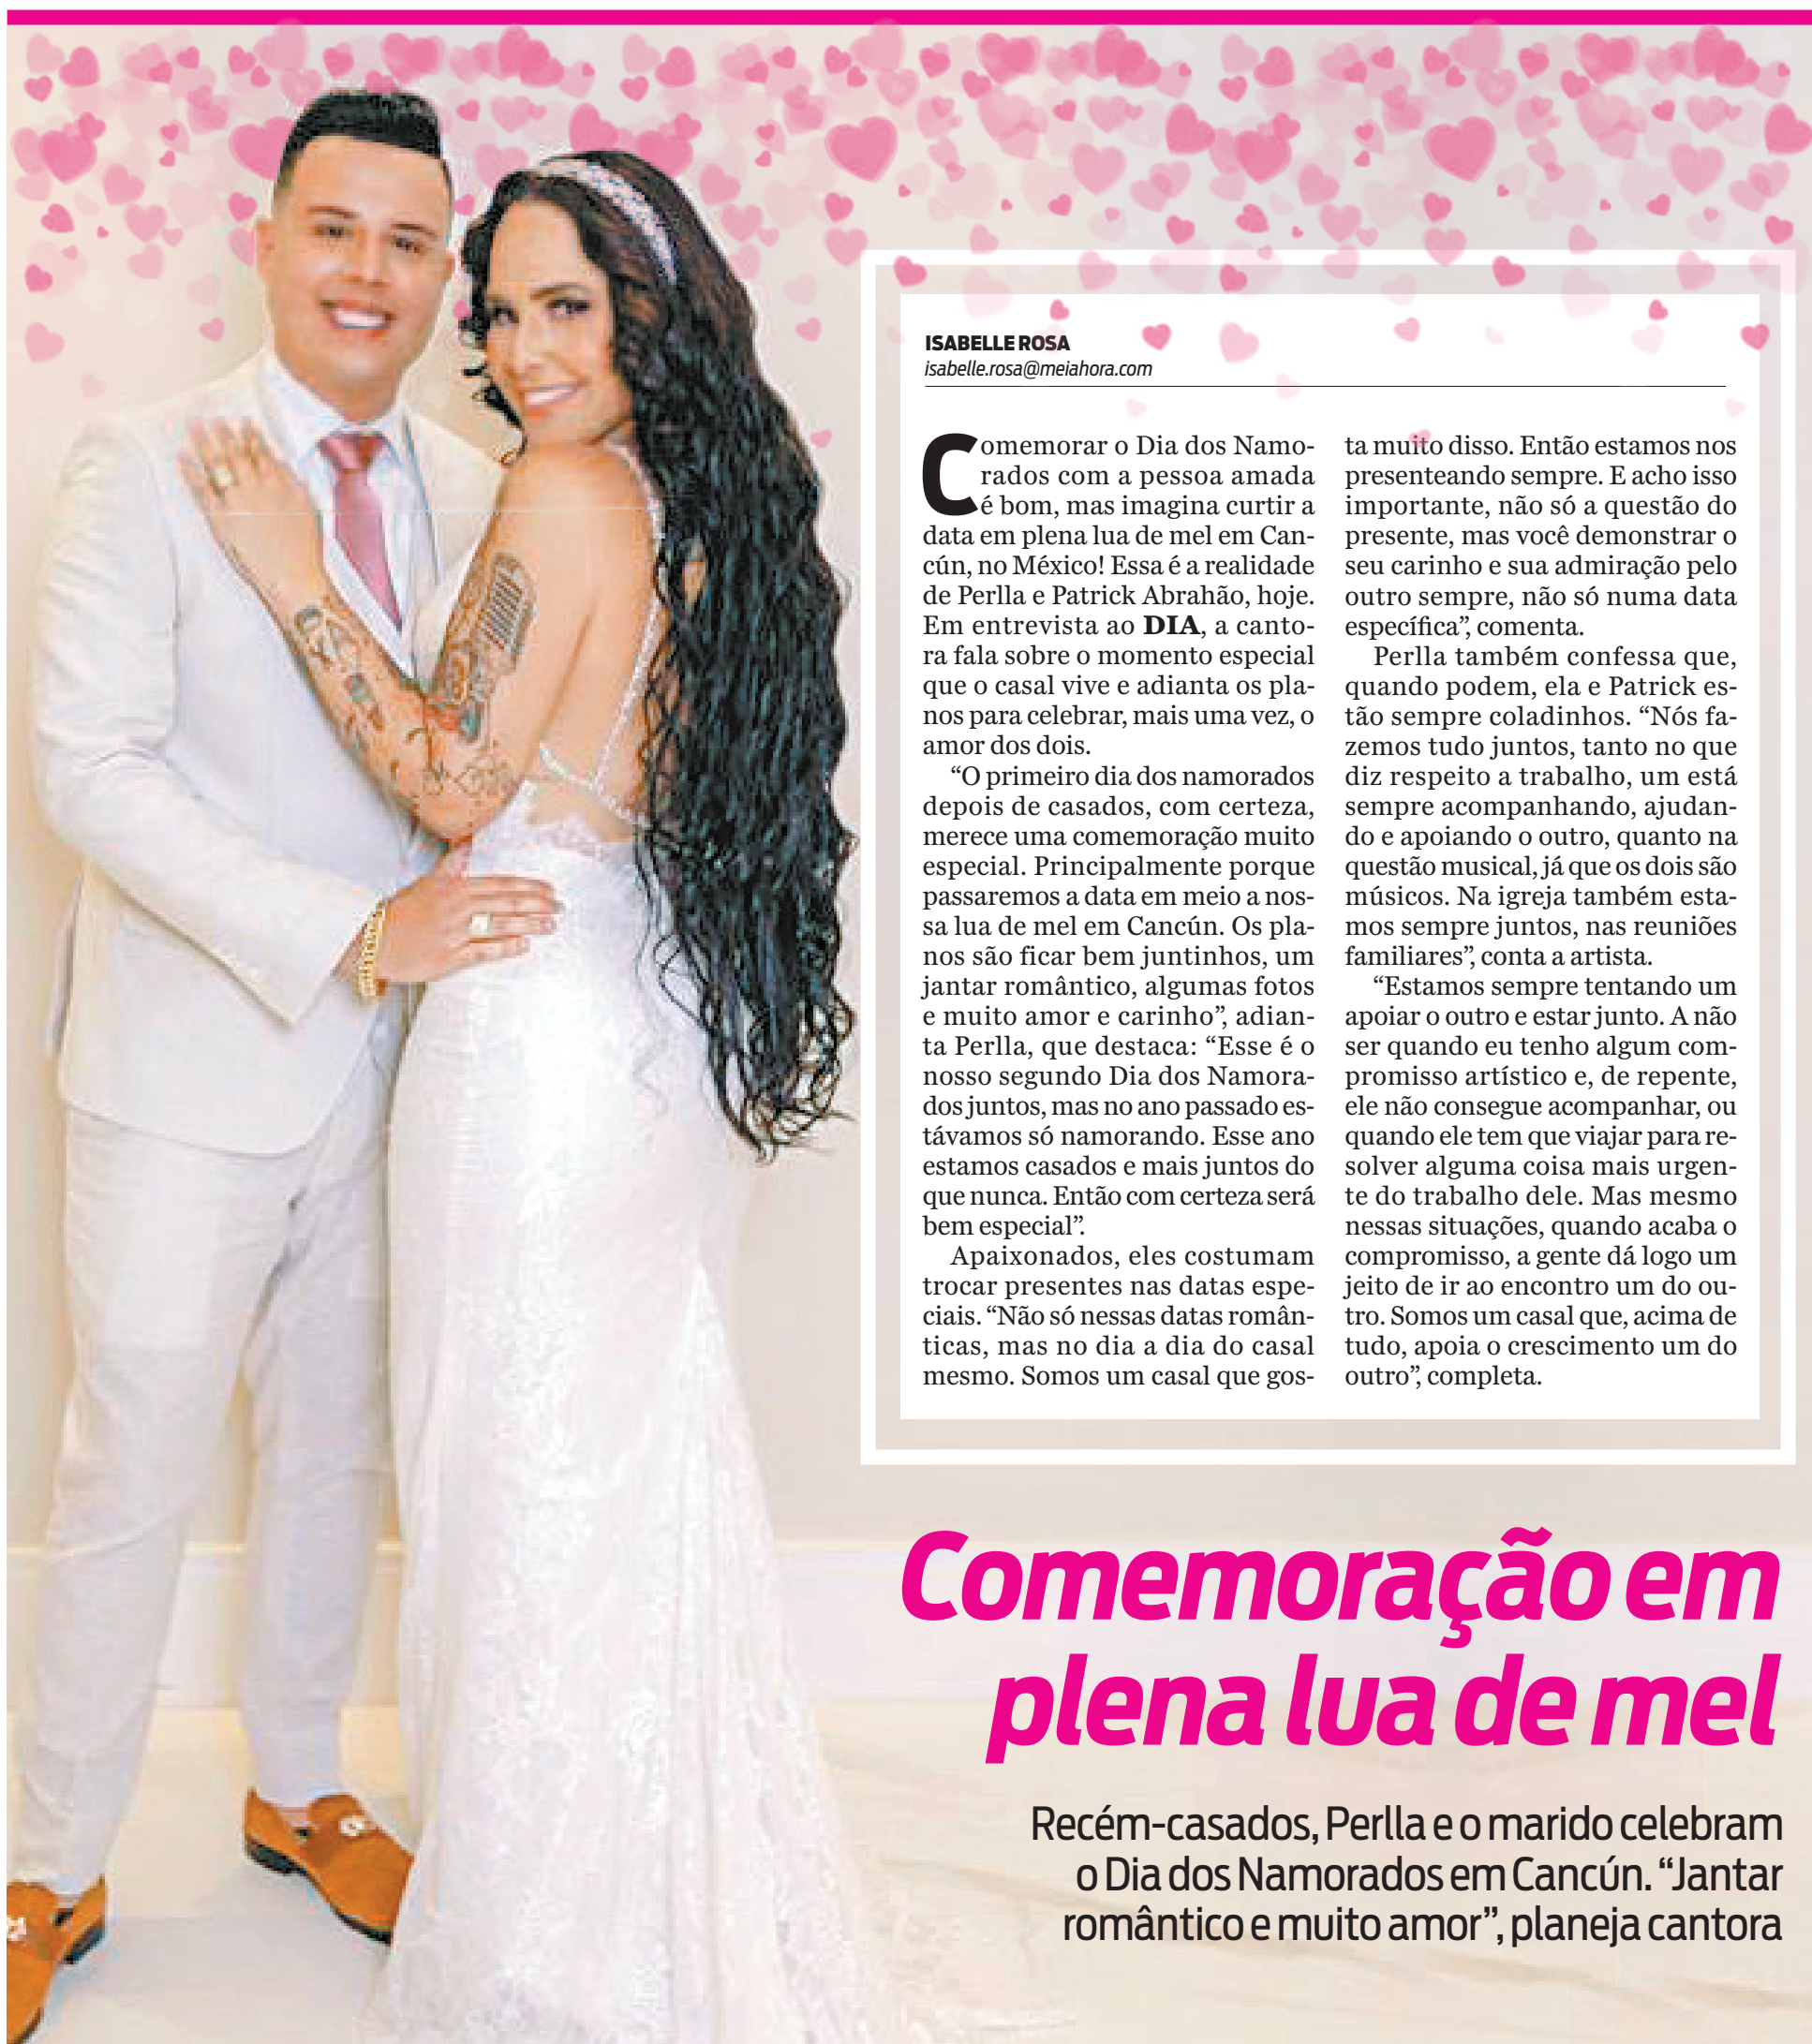 ISABELLE ROSA
isabelle.rosa@meiahora.com
Comemorar o Dia dos Namo-
rados com a pessoa amada
é bom, mas imagina curtir a
data em plena lua de mel em Can-
cún, no México! Essa é a realidade
de Perlla e Patrick Abrahão, hoje.
Em entrevista ao DIA, a canto-
ra fala sobre o momento especial
que o casal vive e adianta os pla-
nos para celebrar, mais uma vez, o
amor dos dois.
“O primeiro dia dos namorados
depois de casados, com certeza,
merece uma comemoração muito
especial. Principalmente porque
passaremos a data em meio a nos-
sa lua de mel em Cancún. Os pla-
nos são ficar bem juntinhos, um
jantar romântico, algumas fotos
e muito amor e carinho”, adian-
ta Perlla, que destaca: “Esse é o
nosso segundo Dia dos Namora-
dos juntos, mas no ano passado es-
távamos só namorando. Esse ano
estamos casados e mais juntos do
que nunca. Então com certeza será
bem especial”.
Apaixonados, eles costumam
trocar presentes nas datas espe-
ciais. “Não só nessas datas român-
ticas, mas no dia a dia do casal
mesmo. Somos um casal que gos-
ta muito disso. Então estamos nos
presenteando sempre. E acho isso
importante, não só a questão do
presente, mas você demonstrar o
seu carinho e sua admiração pelo
outro sempre, não só numa data
específica”, comenta.
Perlla também confessa que,
quando podem, ela e Patrick es-
tão sempre coladinhos. “Nós fa-
zemos tudo juntos, tanto no que
diz respeito a trabalho, um está
sempre acompanhando, ajudan-
do e apoiando o outro, quanto na
questão musical, já que os dois são
músicos. Na igreja também esta-
mos sempre juntos, nas reuniões
familiares”, conta a artista.
“Estamos sempre tentando um
apoiar o outro e estar junto. A não
ser quando eu tenho algum com-
promisso artístico e, de repente,
ele não consegue acompanhar, ou
quando ele tem que viajar para re-
solver alguma coisa mais urgen-
te do trabalho dele. Mas mesmo
nessas situações, quando acaba o
compromisso, a gente dá logo um
jeito de ir ao encontro um do ou-
tro. Somos um casal que, acima de
tudo, apoia o crescimento um do
outro”, completa.
Comemoração em
plena lua de mel
Recém-casados, Perlla e o marido celebram
o Dia dos Namorados em Cancún. “Jantar
romântico e muito amor”, planeja cantora